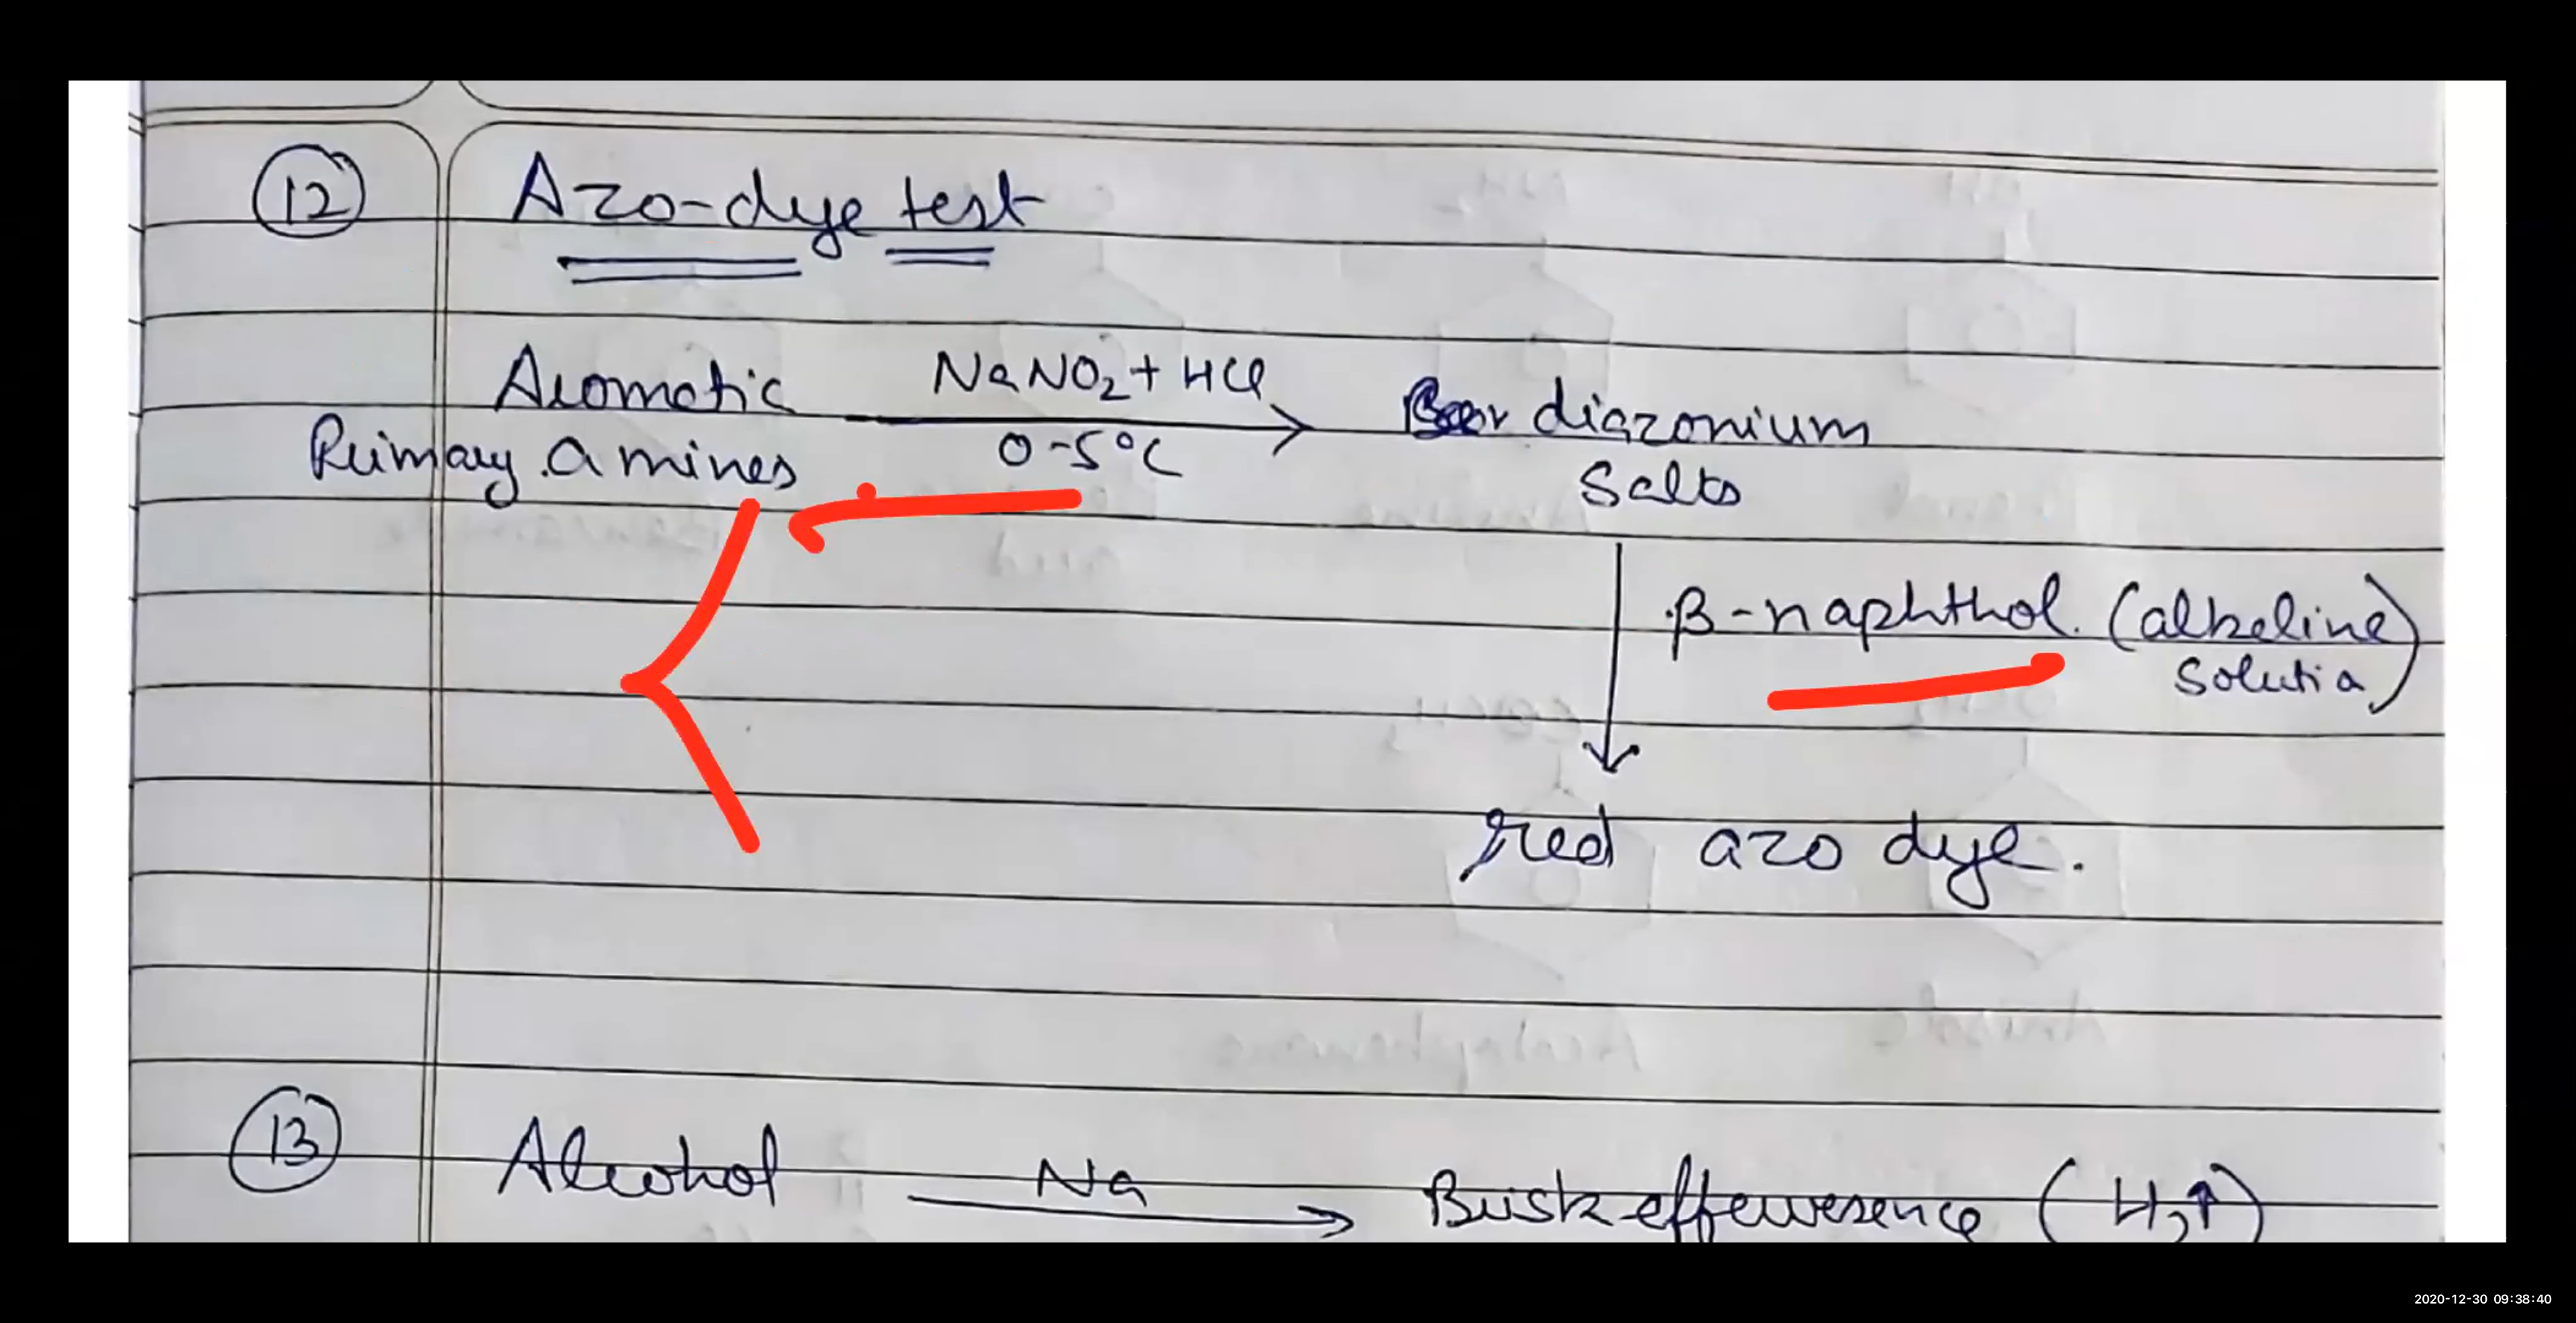 12 Azo-dye test
Aromatic NaNO₂ + HCl diazonium
Primary amines 0-5°C Salts
β-naphthol. (alkaline
Solution)
red azo dye.
13 Alcohol Na Brisk effervesence (H₂↑)
2020-12-30 09:38:40